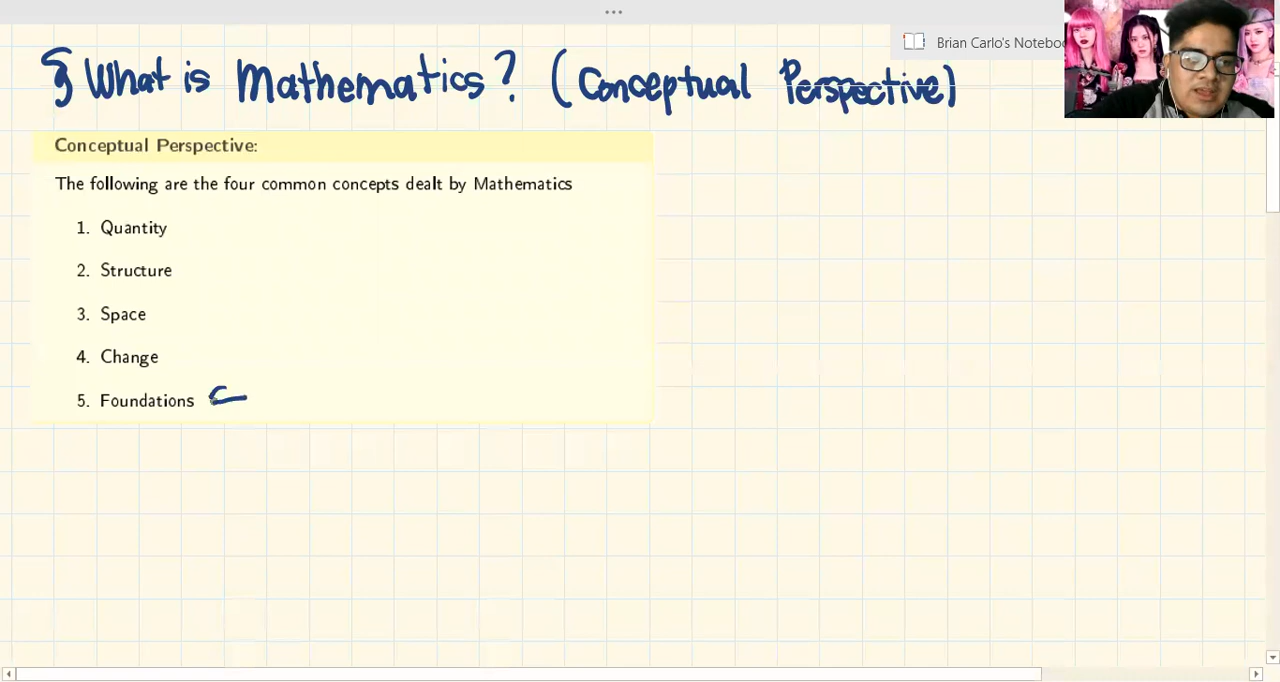 Brian Carlo's Notebo
§ What is Mathematics? (Conceptual Perspective)
Conceptual Perspective:
The following are the four common concepts dealt by Mathematics
1. Quantity
2. Structure
3. Space
4. Change
5. Foundations